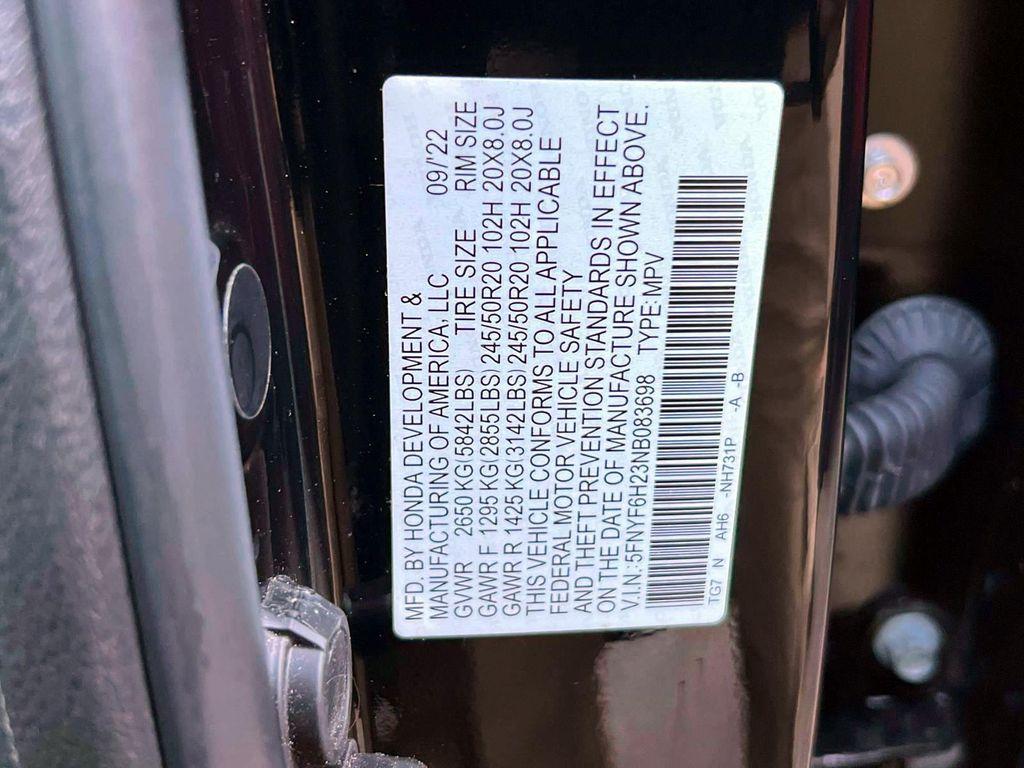 MFD. BY HONDA DEVELOPMENT &
MANUFACTURING OF AMERICA, LLC 09/'22
GVWR 2650 KG(5842LBS) TIRE SIZE RIM SIZE
GAWR F 1295 KG(2855LBS) 245/50R20 102H 20X8.0J
GAWR R 1425 KG(3142LBS) 245/50R20 102H 20X8.0J
THIS VEHICLE CONFORMS TO ALL APPLICABLE
FEDERAL MOTOR VEHICLE SAFETY
AND THEFT PREVENTION STANDARDS IN EFFECT
ON THE DATE OF MANUFACTURE SHOWN ABOVE.
V.I.N.:5FNYF6H23NB083698 TYPE:MPV
TG7 N AH6 -NH731P -A -B